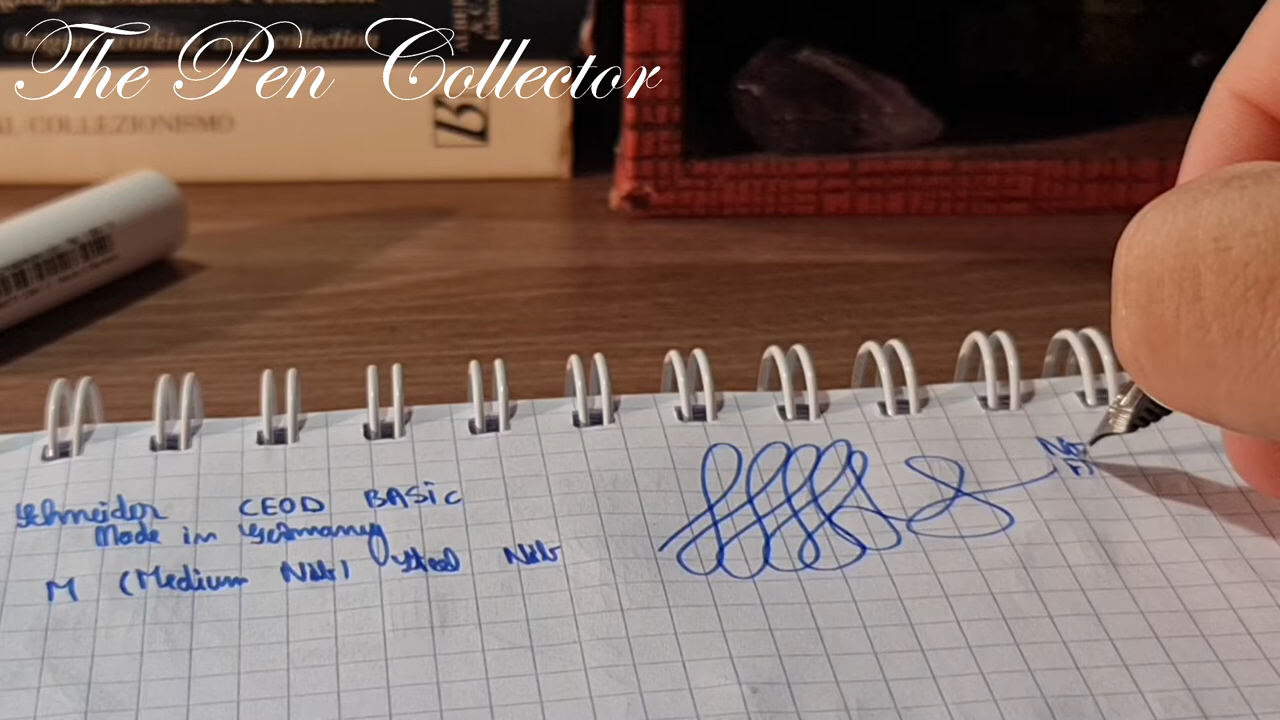 The Pen Collector
COLLEZIONISMO
B
Schneider CEOD BASiC
Made in Germany
M (Medium Nib) Steel Nib